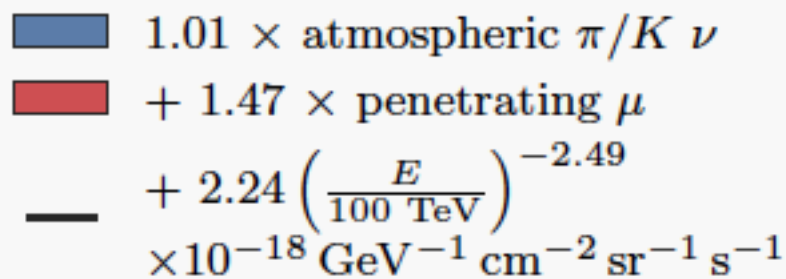 1.01 × atmospheric π/K ν
+ 1.47 × penetrating μ
+ 2.24 (E/100 TeV)^−2.49
×10^−18 GeV^−1 cm^−2 sr^−1 s^−1